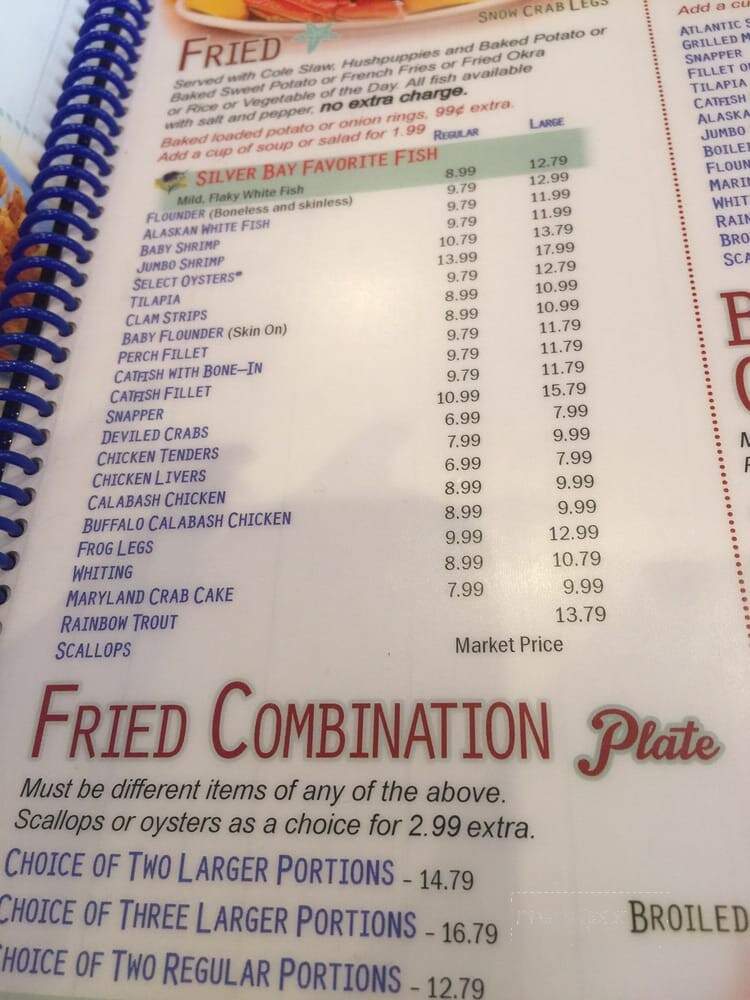 SNOW CRAB LEGS
FRIED
Served with Cole Slaw, Hushpuppies and Baked Potato or
Baked Sweet Potato or French Fries or Fried Okra
or Rice or Vegetable of the Day. All fish available
with salt and pepper, no extra charge.
Baked loaded potato or onion rings, 99¢ extra.
Add a cup of soup or salad for 1.99
REGULAR LARGE
SILVER BAY FAVORITE FISH 8.99 12.79
Mild, Flaky White Fish
FLOUNDER (Boneless and skinless) 9.79 12.99
ALASKAN WHITE FISH 9.79 11.99
BABY SHRIMP 9.79 11.99
JUMBO SHRIMP 10.79 13.79
SELECT OYSTERS* 13.99 17.99
TILAPIA 9.79 12.79
CLAM STRIPS 8.99 10.99
BABY FLOUNDER (Skin On) 8.99 10.99
PERCH FILLET 9.79 11.79
CATFISH WITH BONE-IN 9.79 11.79
CATFISH FILLET 9.79 11.79
SNAPPER 10.99 15.79
DEVILED CRABS 6.99 7.99
CHICKEN TENDERS 7.99 9.99
CHICKEN LIVERS 6.99 7.99
CALABASH CHICKEN 8.99 9.99
BUFFALO CALABASH CHICKEN 8.99 9.99
FROG LEGS 9.99 12.99
WHITING 8.99 10.79
MARYLAND CRAB CAKE 7.99 9.99
RAINBOW TROUT 13.79
SCALLOPS Market Price
FRIED COMBINATION Plate
Must be different items of any of the above.
Scallops or oysters as a choice for 2.99 extra.
CHOICE OF TWO LARGER PORTIONS - 14.79
CHOICE OF THREE LARGER PORTIONS - 16.79
CHOICE OF TWO REGULAR PORTIONS - 12.79
Add a cu
ATLANTIC S
GRILLED M
SNAPPER
FILLET O
TILAPIA
CATFISH
ALASKA
JUMBO
BOILE
FLOUN
MARI
WHIT
RAIN
BRO
SCA
BROILED